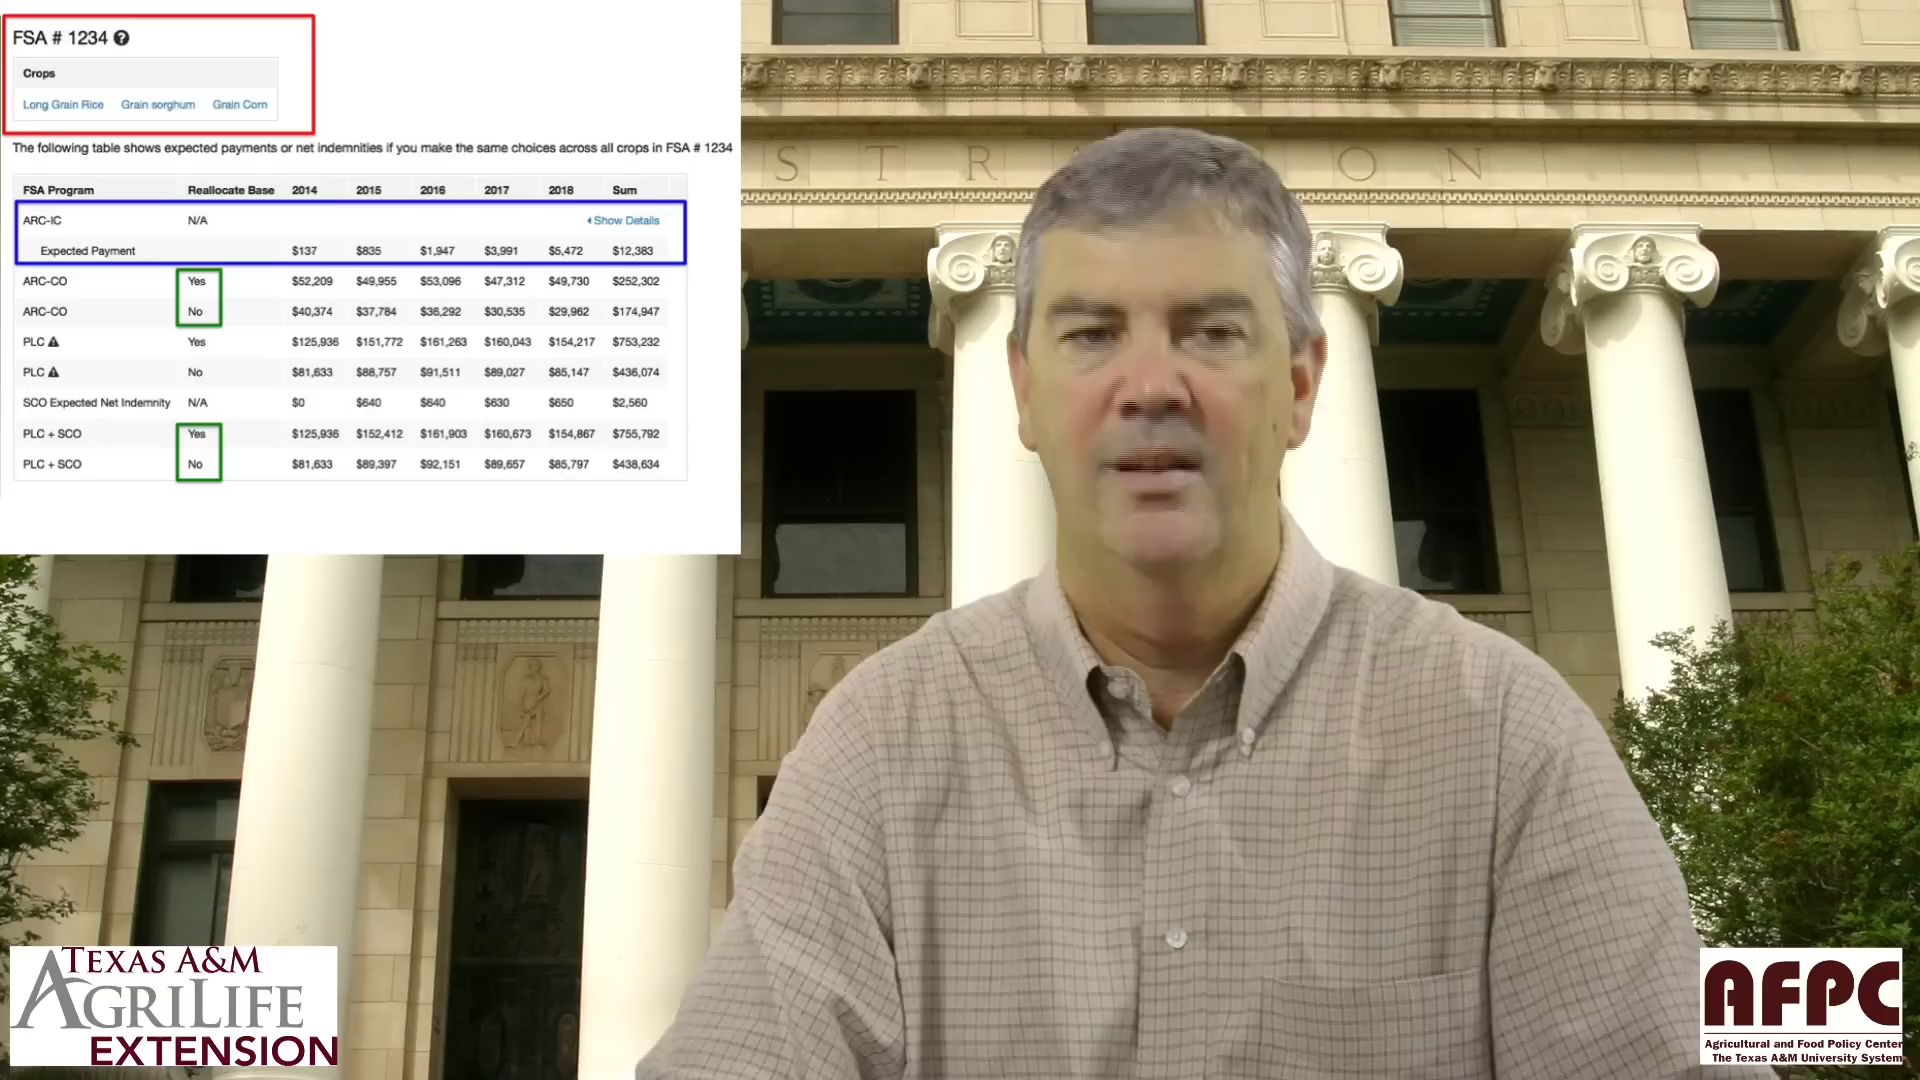 FSA # 1234
Crops
Long Grain Rice Grain sorghum Grain Corn
The following table shows expected payments or net indemnities if you make the same choices across all crops in FSA # 1234
FSA Program Reallocate Base 2014 2015 2016 2017 2018 Sum
ARC-IC N/A Show Details
Expected Payment $137 $835 $1,947 $3,991 $5,472 $12,383
ARC-CO Yes $52,209 $49,955 $53,096 $47,312 $49,730 $252,302
ARC-CO No $40,374 $37,784 $36,292 $30,535 $29,962 $174,947
PLC Yes $125,936 $151,772 $161,263 $160,043 $154,217 $753,232
PLC No $81,633 $88,757 $91,511 $89,027 $85,147 $436,074
SCO Expected Net Indemnity N/A $0 $640 $640 $630 $650 $2,560
PLC + SCO Yes $125,936 $152,412 $161,903 $160,673 $154,867 $755,792
PLC + SCO No $81,633 $89,397 $92,151 $89,657 $85,797 $438,634
STR ON
TEXAS A&M
AGRILIFE
EXTENSION
AFPC
Agricultural and Food Policy Center
The Texas A&M University System